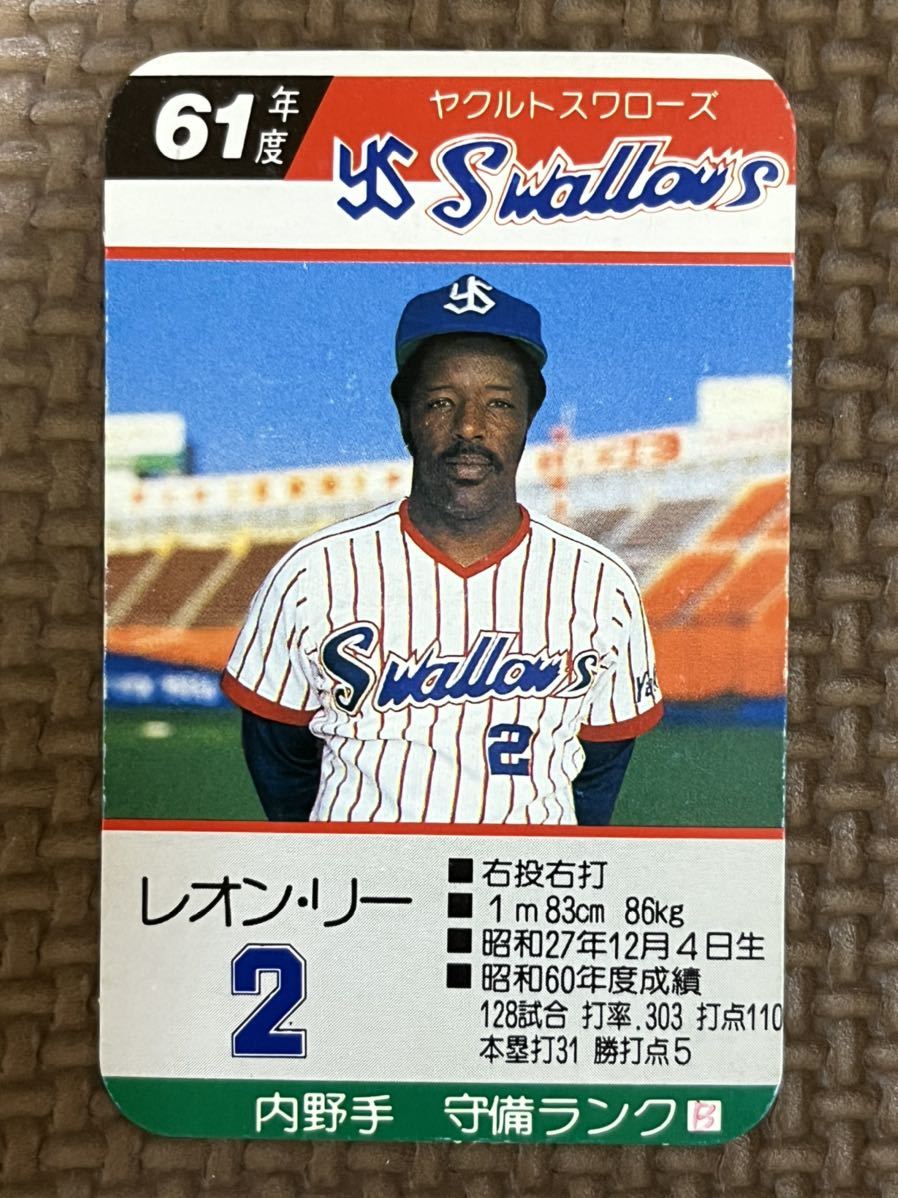 61年度
ヤクルトスワローズ
YS Swallows
YS
Swallows
2
レオン・リー
2
■右投右打
■1m83cm 86kg
■昭和27年12月4日生
■昭和60年度成績
128試合 打率.303 打点110
本塁打31 勝打点5
内野手 守備ランクB